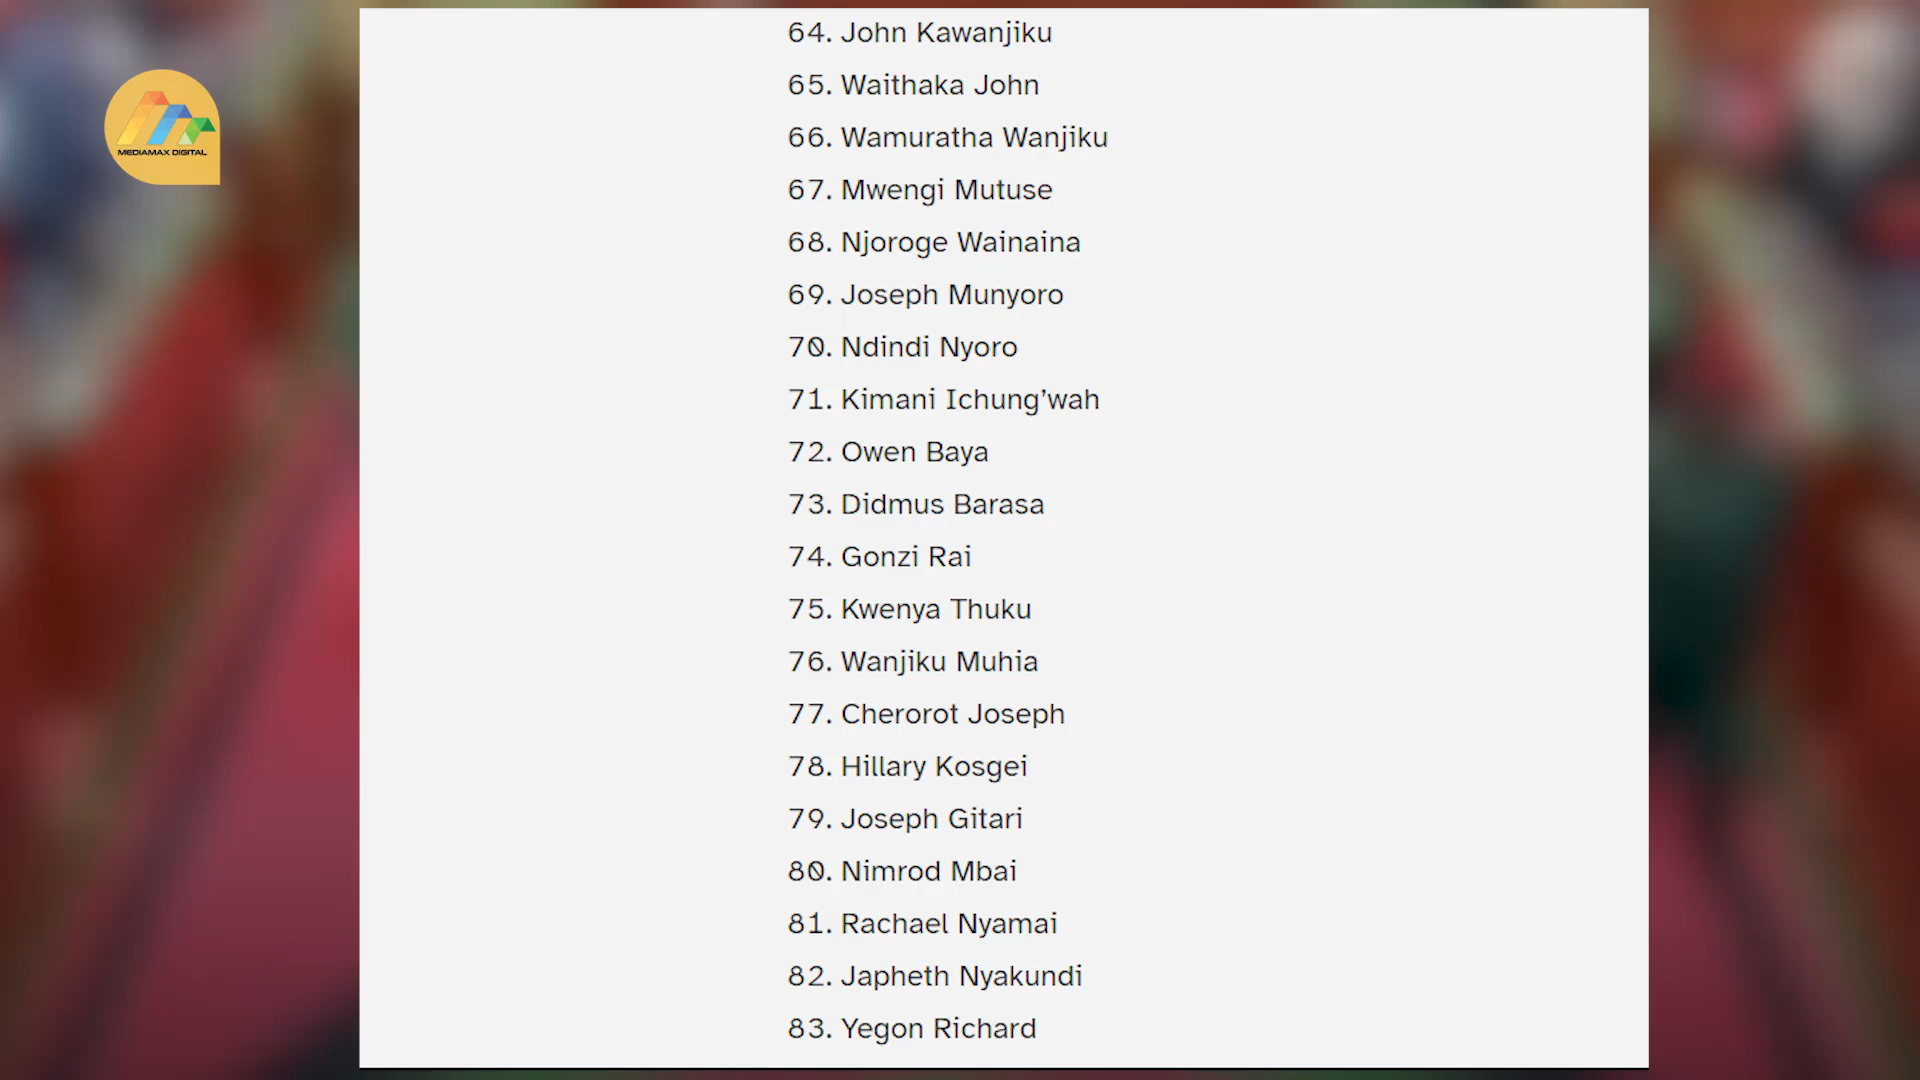 64. John Kawanjiku
MEDIAMAX DIGITAL
65. Waithaka John
66. Wamuratha Wanjiku
67. Mwengi Mutuse
68. Njoroge Wainaina
69. Joseph Munyoro
70. Ndindi Nyoro
71. Kimani Ichung’wah
72. Owen Baya
73. Didmus Barasa
74. Gonzi Rai
75. Kwenya Thuku
76. Wanjiku Muhia
77. Cherorot Joseph
78. Hillary Kosgei
79. Joseph Gitari
80. Nimrod Mbai
81. Rachael Nyamai
82. Japheth Nyakundi
83. Yegon Richard